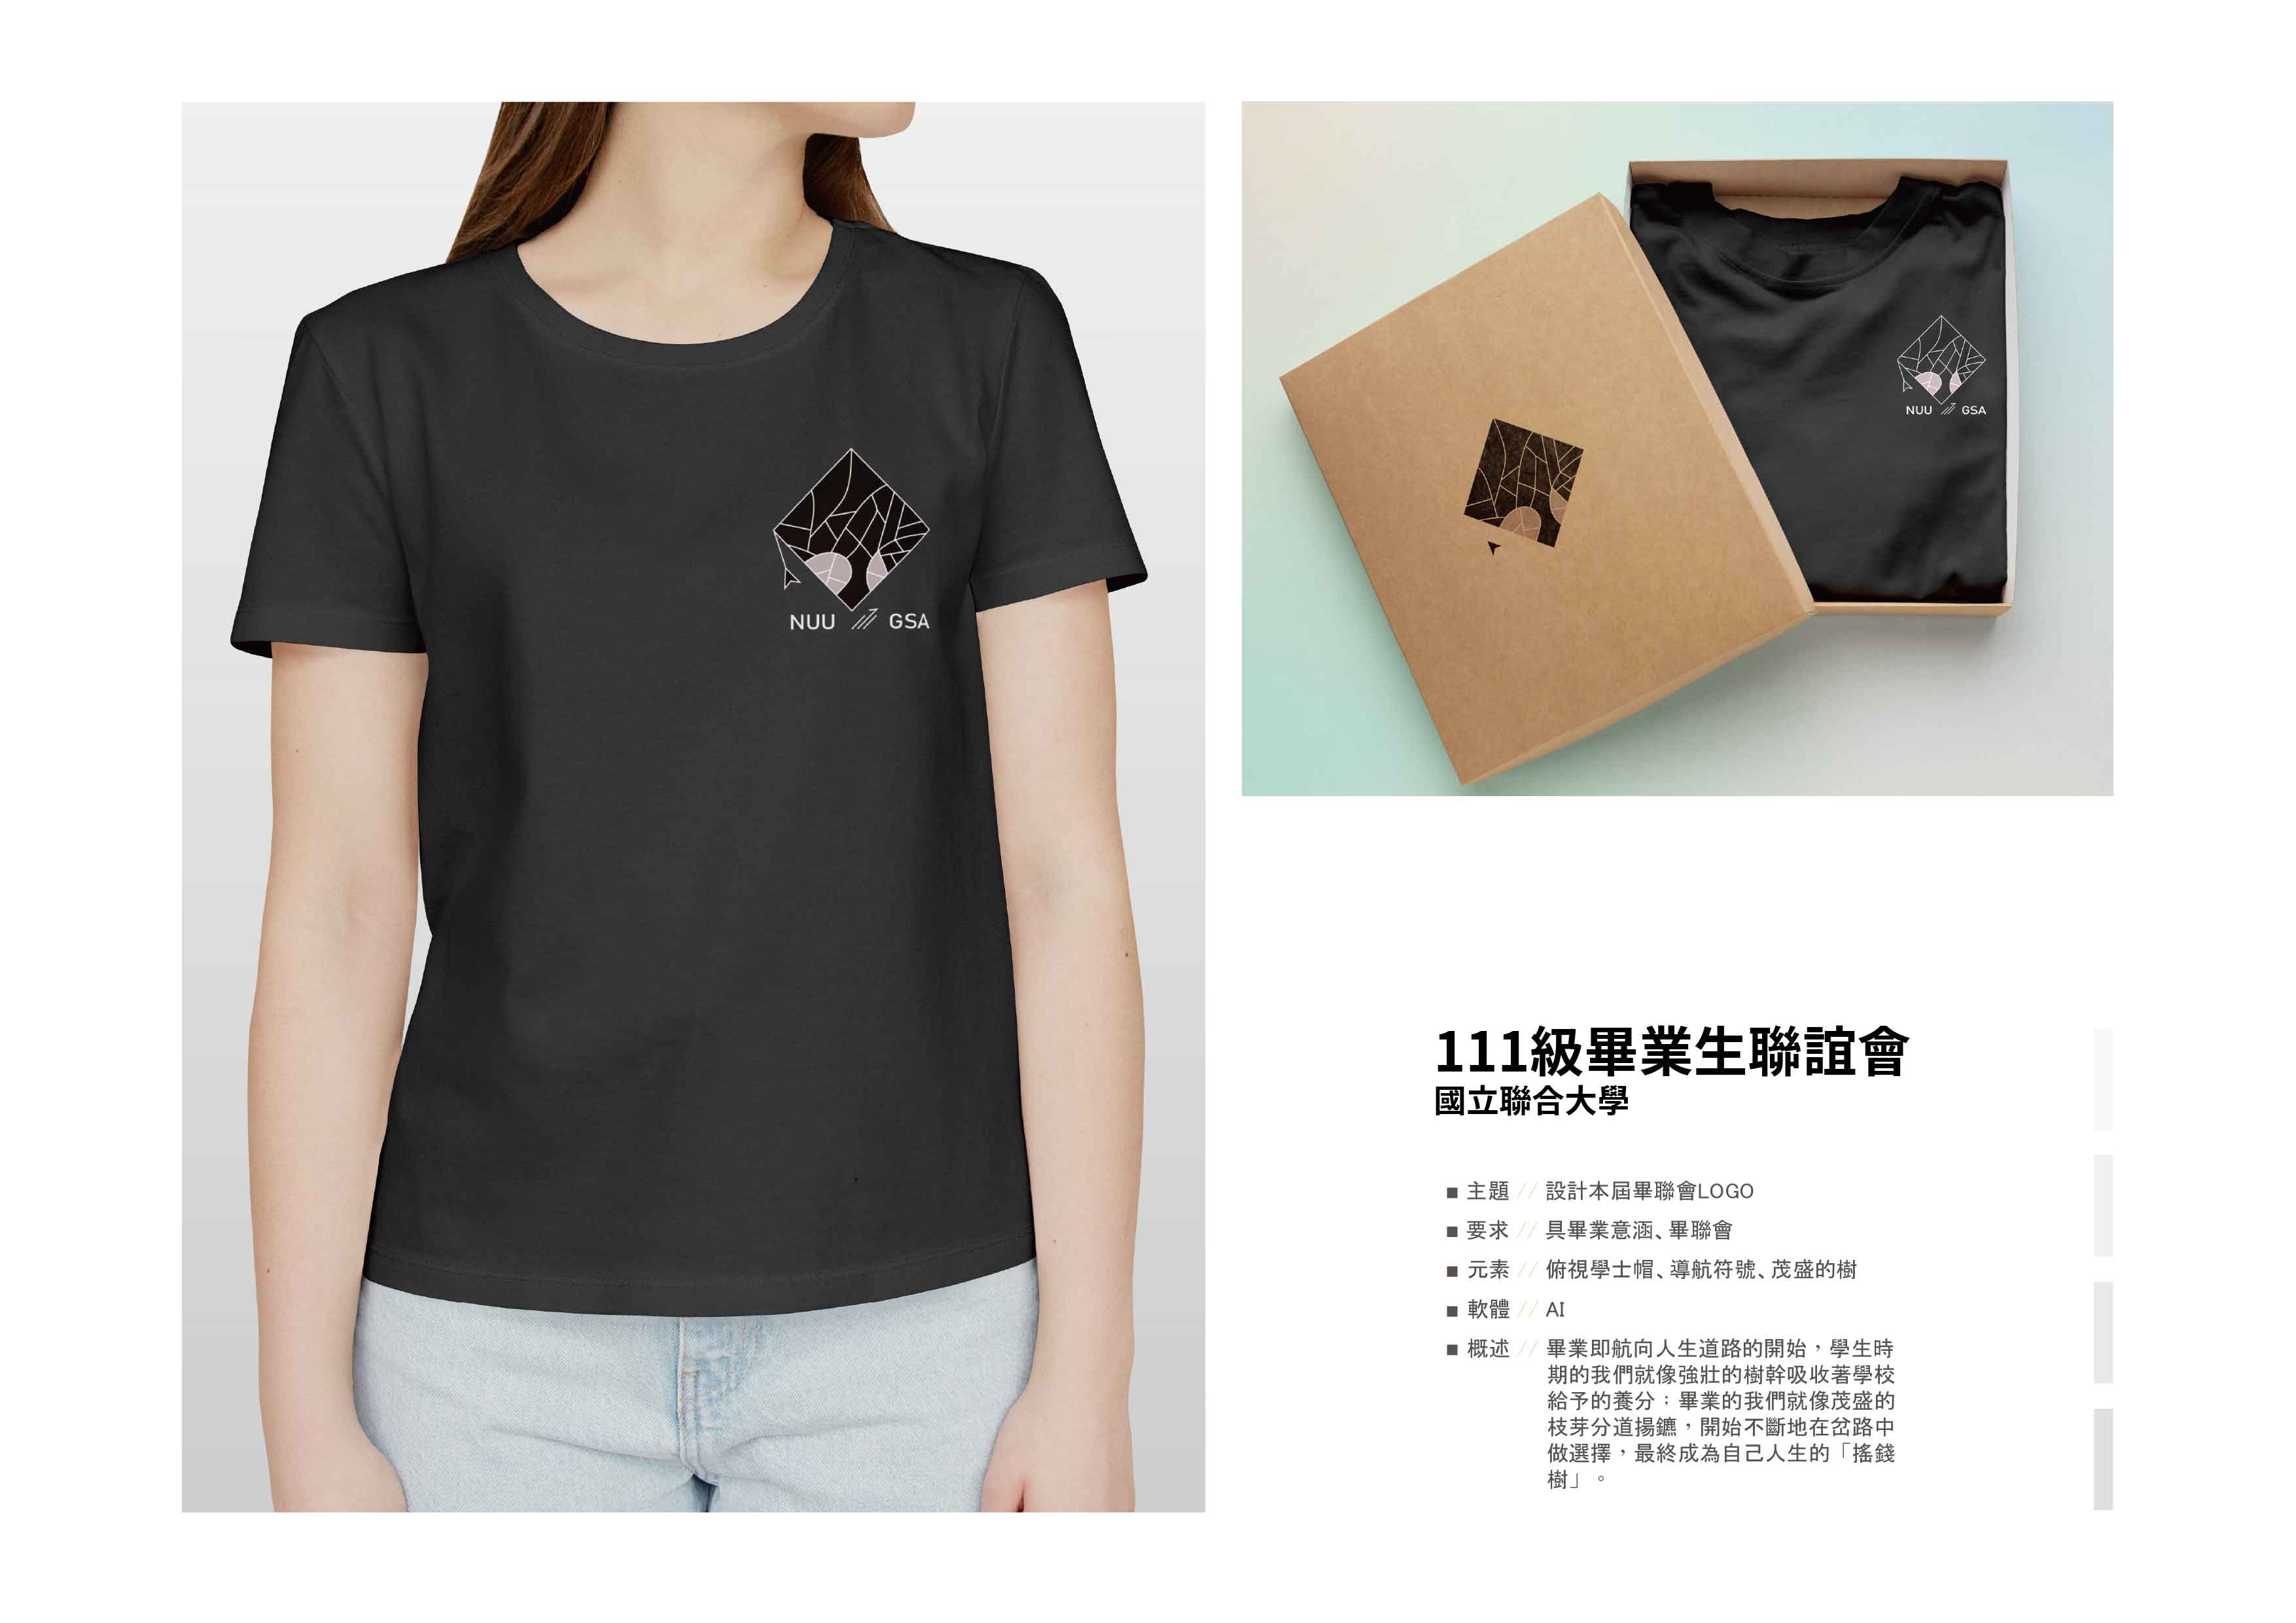 NUU GSA
NUU GSA
111級畢業生聯誼會
國立聯合大學
■ 主題 // 設計本屆畢聯會LOGO
■ 要求 // 具畢業意涵、畢聯會
■ 元素 // 俯視學士帽、導航符號、茂盛的樹
■ 軟體 // AI
■ 概述 // 畢業即航向人生道路的開始，學生時
期的我們就像強壯的樹幹吸收著學校
給予的養分；畢業的我們就像茂盛的
枝芽分道揚鑣，開始不斷地在岔路中
做選擇，最終成為自己人生的「搖錢
樹」。